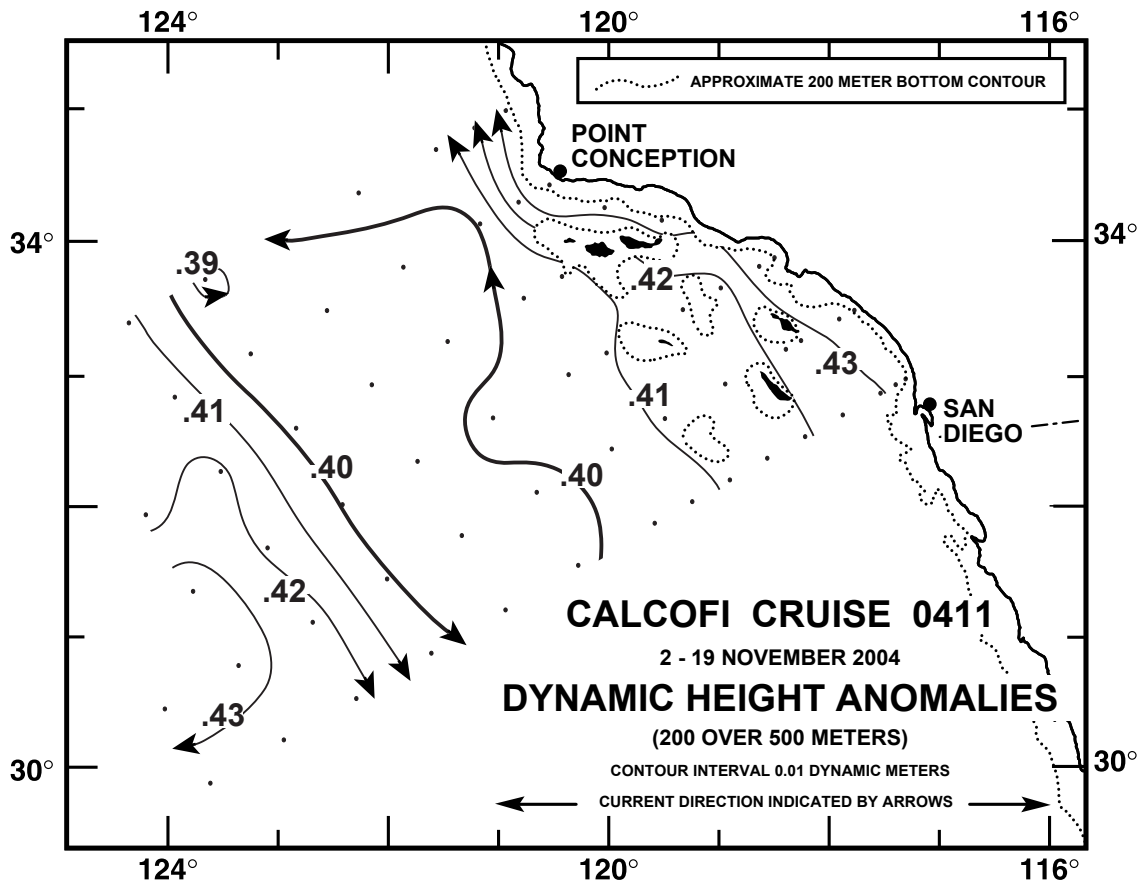 124° 120° 116°
APPROXIMATE 200 METER BOTTOM CONTOUR
POINT
CONCEPTION
34° 34°
.39
.42
.43
.41
.41
SAN
DIEGO
.40
.40
.42
CALCOFI CRUISE 0411
2 - 19 NOVEMBER 2004
DYNAMIC HEIGHT ANOMALIES
.43
(200 OVER 500 METERS)
30° 30°
CONTOUR INTERVAL 0.01 DYNAMIC METERS
CURRENT DIRECTION INDICATED BY ARROWS
124° 120° 116°